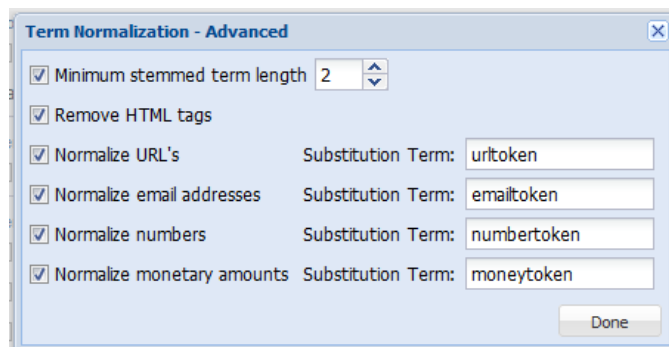 Term Normalization - Advanced
Minimum stemmed term length 2
Remove HTML tags
Normalize URL's Substitution Term: urltoken
Normalize email addresses Substitution Term: emailtoken
Normalize numbers Substitution Term: numbertoken
Normalize monetary amounts Substitution Term: moneytoken
Done